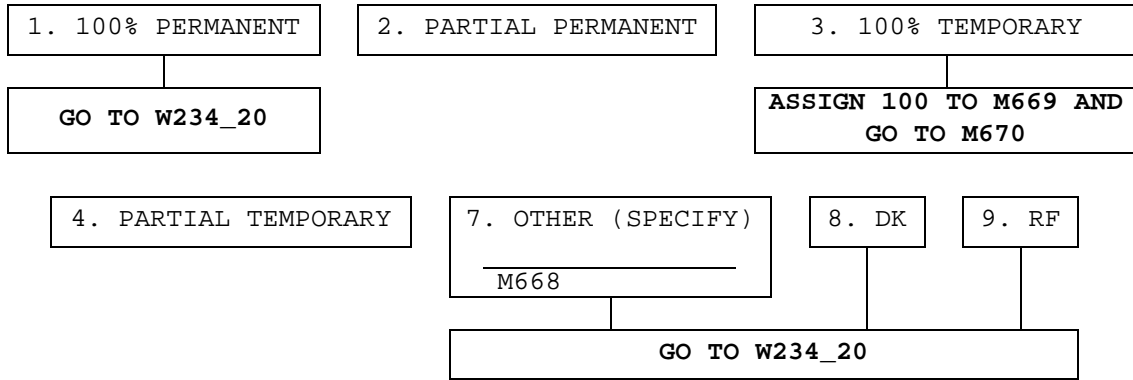 1. 100% PERMANENT
2. PARTIAL PERMANENT
3. 100% TEMPORARY
GO TO W234_20
ASSIGN 100 TO M669 AND
GO TO M670
4. PARTIAL TEMPORARY
7. OTHER (SPECIFY)
8. DK
9. RF
M668
GO TO W234_20